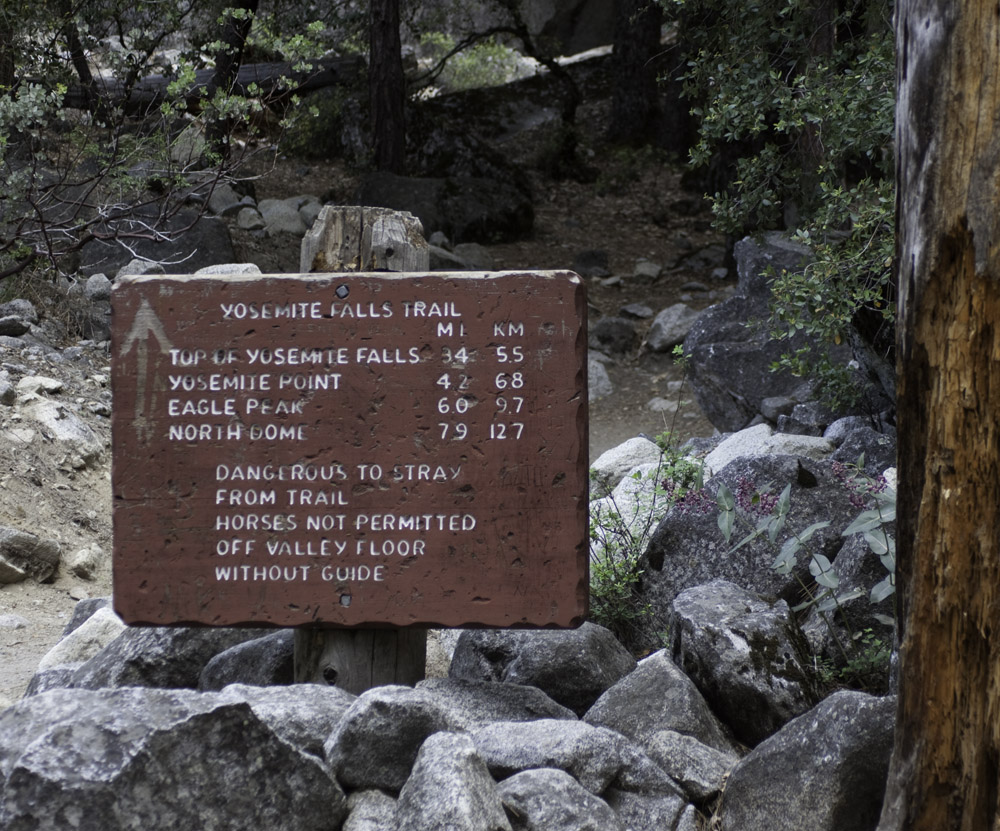 YOSEMITE FALLS TRAIL
MI KM
TOP OF YOSEMITE FALLS 3.4 5.5
YOSEMITE POINT 4.2 6.8
EAGLE PEAK 6.0 9.7
NORTH DOME 7.9 12.7
DANGEROUS TO STRAY
FROM TRAIL
HORSES NOT PERMITTED
OFF VALLEY FLOOR
WITHOUT GUIDE